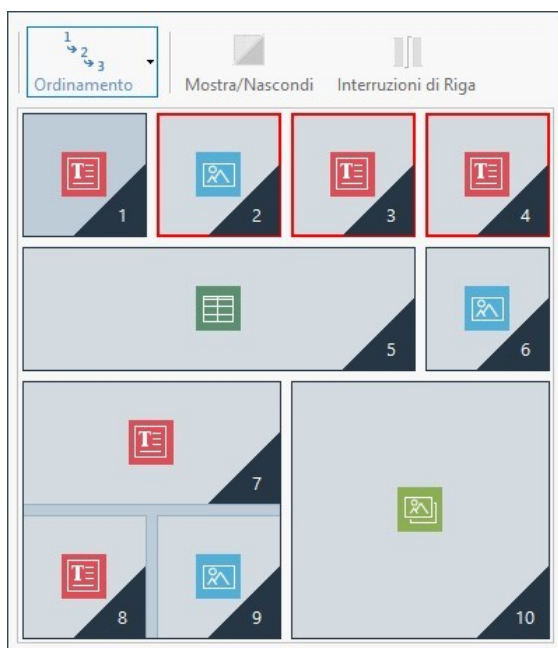 1
2
3
Ordinamento
Mostra/Nascondi
Interruzioni di Riga
T
1
2
T
3
T
4
5
6
T
7
T
8
9
10